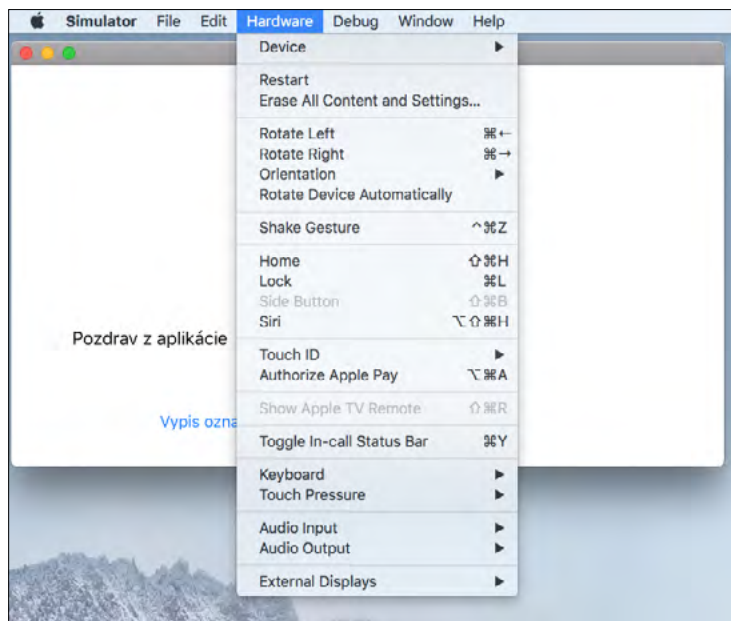 Simulator File Edit Hardware Debug Window Help
Device ▶
Restart
Erase All Content and Settings...
Rotate Left ⌘←
Rotate Right ⌘→
Orientation ▶
Rotate Device Automatically
Shake Gesture ^⌘Z
Home ⇧⌘H
Lock ⌘L
Side Button ⇧⌘B
Siri ⌥⇧⌘H
Touch ID ▶
Authorize Apple Pay ⌥⌘A
Show Apple TV Remote ⇧⌘R
Toggle In-call Status Bar ⌘Y
Keyboard ▶
Touch Pressure ▶
Audio Input ▶
Audio Output ▶
External Displays ▶
Pozdrav z aplikácie
Vypis ozna